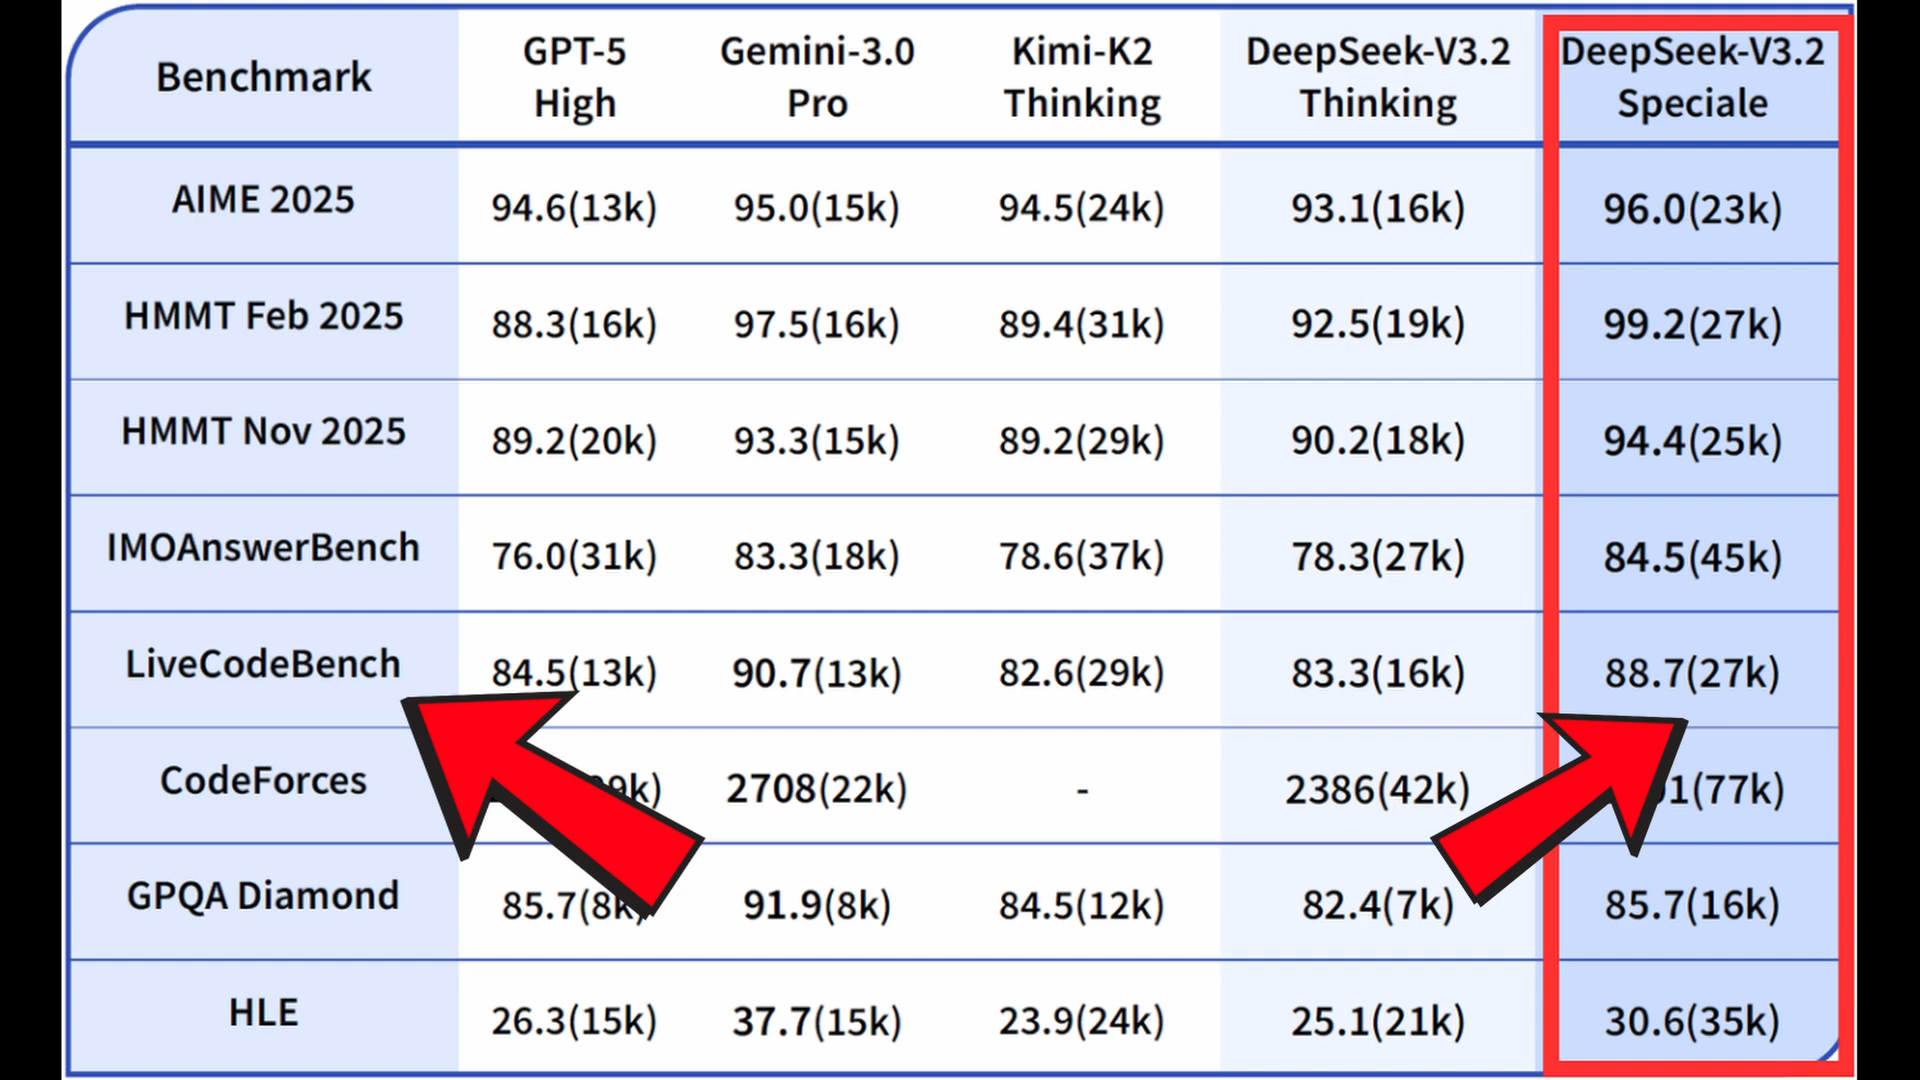 Benchmark GPT-5 High Gemini-3.0 Pro Kimi-K2 Thinking DeepSeek-V3.2 Thinking DeepSeek-V3.2 Speciale
AIME 2025 94.6(13k) 95.0(15k) 94.5(24k) 93.1(16k) 96.0(23k)
HMMT Feb 2025 88.3(16k) 97.5(16k) 89.4(31k) 92.5(19k) 99.2(27k)
HMMT Nov 2025 89.2(20k) 93.3(15k) 89.2(29k) 90.2(18k) 94.4(25k)
IMOAnswerBench 76.0(31k) 83.3(18k) 78.6(37k) 78.3(27k) 84.5(45k)
LiveCodeBench 84.5(13k) 90.7(13k) 82.6(29k) 83.3(16k) 88.7(27k)
CodeForces 2708(22k) - 2386(42k)
GPQA Diamond 85.7(8k) 91.9(8k) 84.5(12k) 82.4(7k) 85.7(16k)
HLE 26.3(15k) 37.7(15k) 23.9(24k) 25.1(21k) 30.6(35k)